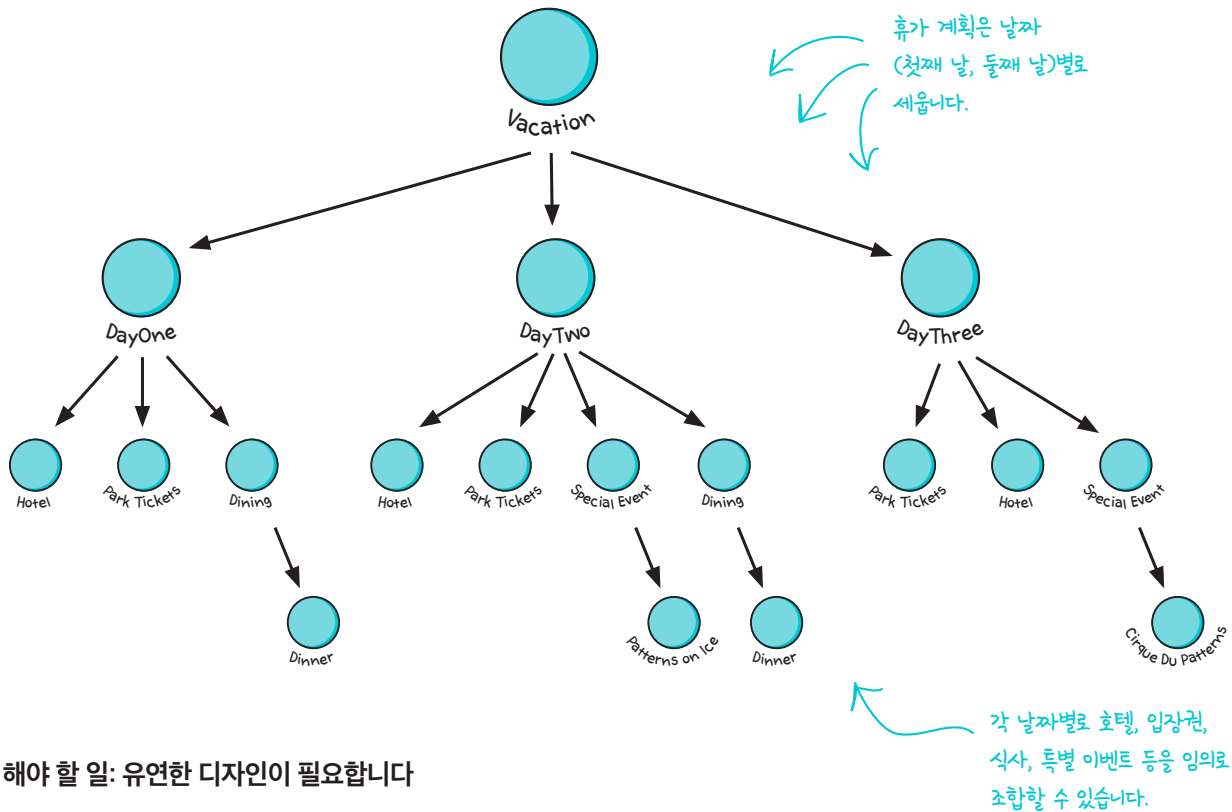 휴가 계획은 날짜
(첫째 날, 둘째 날)별로
세웁니다.
Vacation
DayOne
DayTwo
DayThree
Hotel
Park Tickets
Dining
Hotel
Park Tickets
Special Event
Dining
Park Tickets
Hotel
Special Event
Dinner
Patterns on Ice
Dinner
Cirque Du Patterns
각 날짜별로 호텔, 입장권,
식사, 특별 이벤트 등을 임의로
조합할 수 있습니다.
해야 할 일: 유연한 디자인이 필요합니다